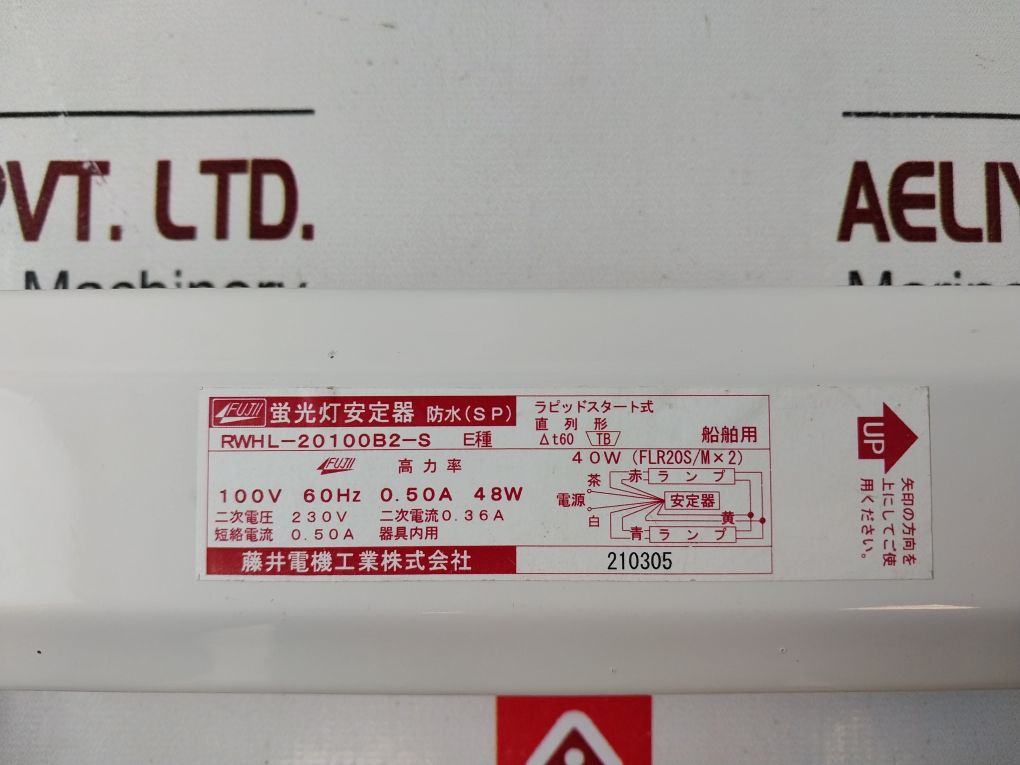 PVT. LTD.
Machinery
AELIY
Marine
FUJI 蛍光灯安定器 防水(SP)
RWHL-20100B2-S E種
ラピッドスタート式
直列形
Δt60 TB 船舶用
FUJI 高力率
100V 60Hz 0.50A 48W
二次電圧 230V 二次電流0.36A
短絡電流 0.50A 器具内用
藤井電機工業株式会社
40W (FLR20S/M×2)
茶 赤 ランプ
電源 安定器
白 黄
青 ランプ
210305
UP
矢印の方向を
上にしてご使
用ください。